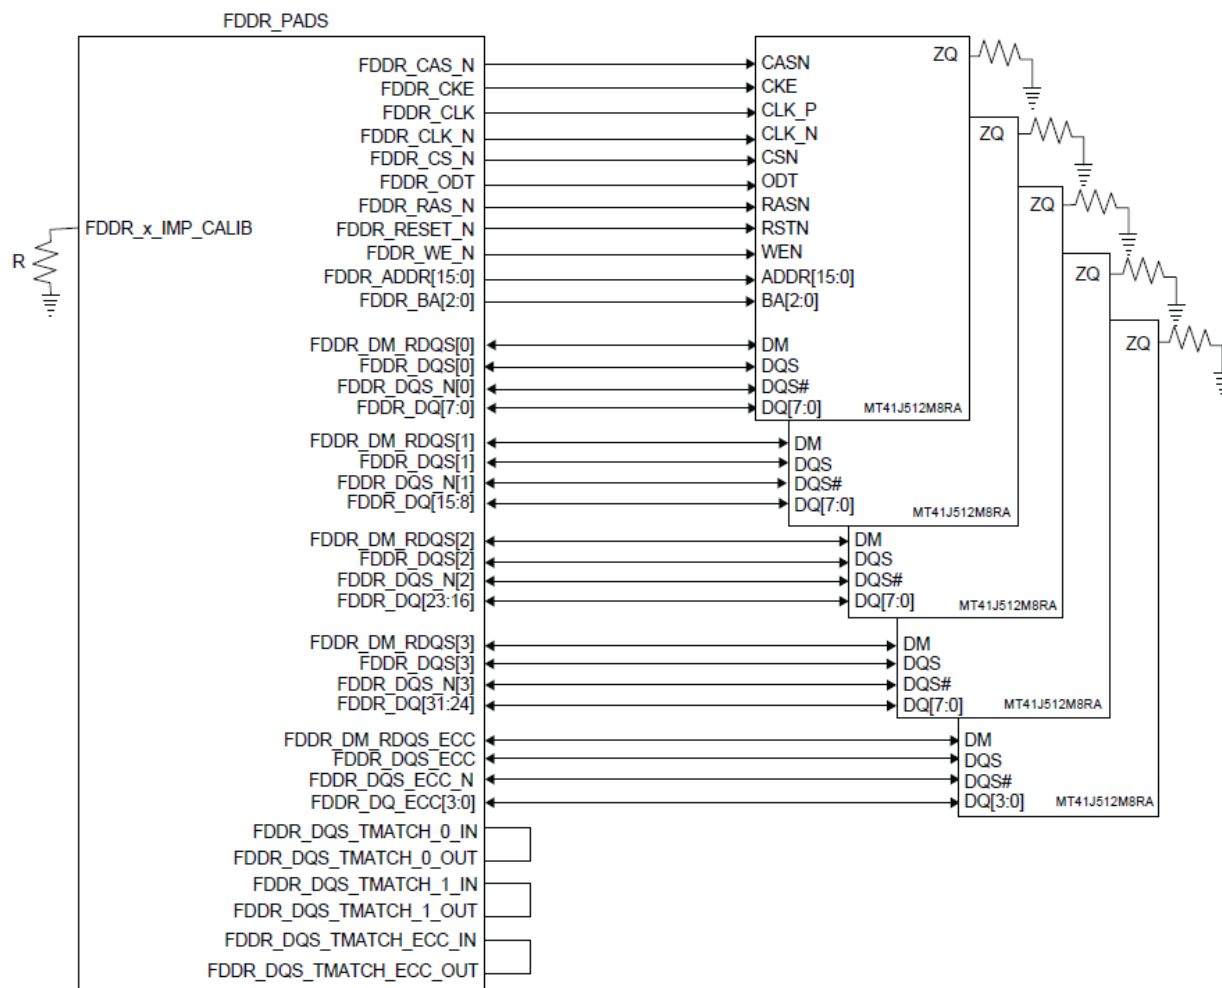 FDDR_PADS
FDDR_CAS_N
FDDR_CKE
FDDR_CLK
FDDR_CLK_N
FDDR_CS_N
FDDR_ODT
FDDR_RAS_N
FDDR_RESET_N
FDDR_WE_N
FDDR_ADDR[15:0]
FDDR_BA[2:0]
FDDR_x_IMP_CALIB
R
FDDR_DM_RDQS[0]
FDDR_DQS[0]
FDDR_DQS_N[0]
FDDR_DQ[7:0]
FDDR_DM_RDQS[1]
FDDR_DQS[1]
FDDR_DQS_N[1]
FDDR_DQ[15:8]
FDDR_DM_RDQS[2]
FDDR_DQS[2]
FDDR_DQS_N[2]
FDDR_DQ[23:16]
FDDR_DM_RDQS[3]
FDDR_DQS[3]
FDDR_DQS_N[3]
FDDR_DQ[31:24]
FDDR_DM_RDQS_ECC
FDDR_DQS_ECC
FDDR_DQS_ECC_N
FDDR_DQ_ECC[3:0]
FDDR_DQS_TMATCH_0_IN
FDDR_DQS_TMATCH_0_OUT
FDDR_DQS_TMATCH_1_IN
FDDR_DQS_TMATCH_1_OUT
FDDR_DQS_TMATCH_ECC_IN
FDDR_DQS_TMATCH_ECC_OUT
CASN
CKE
CLK_P
CLK_N
CSN
ODT
RASN
RSTN
WEN
ADDR[15:0]
BA[2:0]
DM
DQS
DQS#
DQ[7:0]
MT41J512M8RA
ZQ
DM
DQS
DQS#
DQ[7:0]
MT41J512M8RA
ZQ
DM
DQS
DQS#
DQ[7:0]
MT41J512M8RA
ZQ
DM
DQS
DQS#
DQ[7:0]
MT41J512M8RA
ZQ
DM
DQS
DQS#
DQ[3:0]
MT41J512M8RA
ZQ